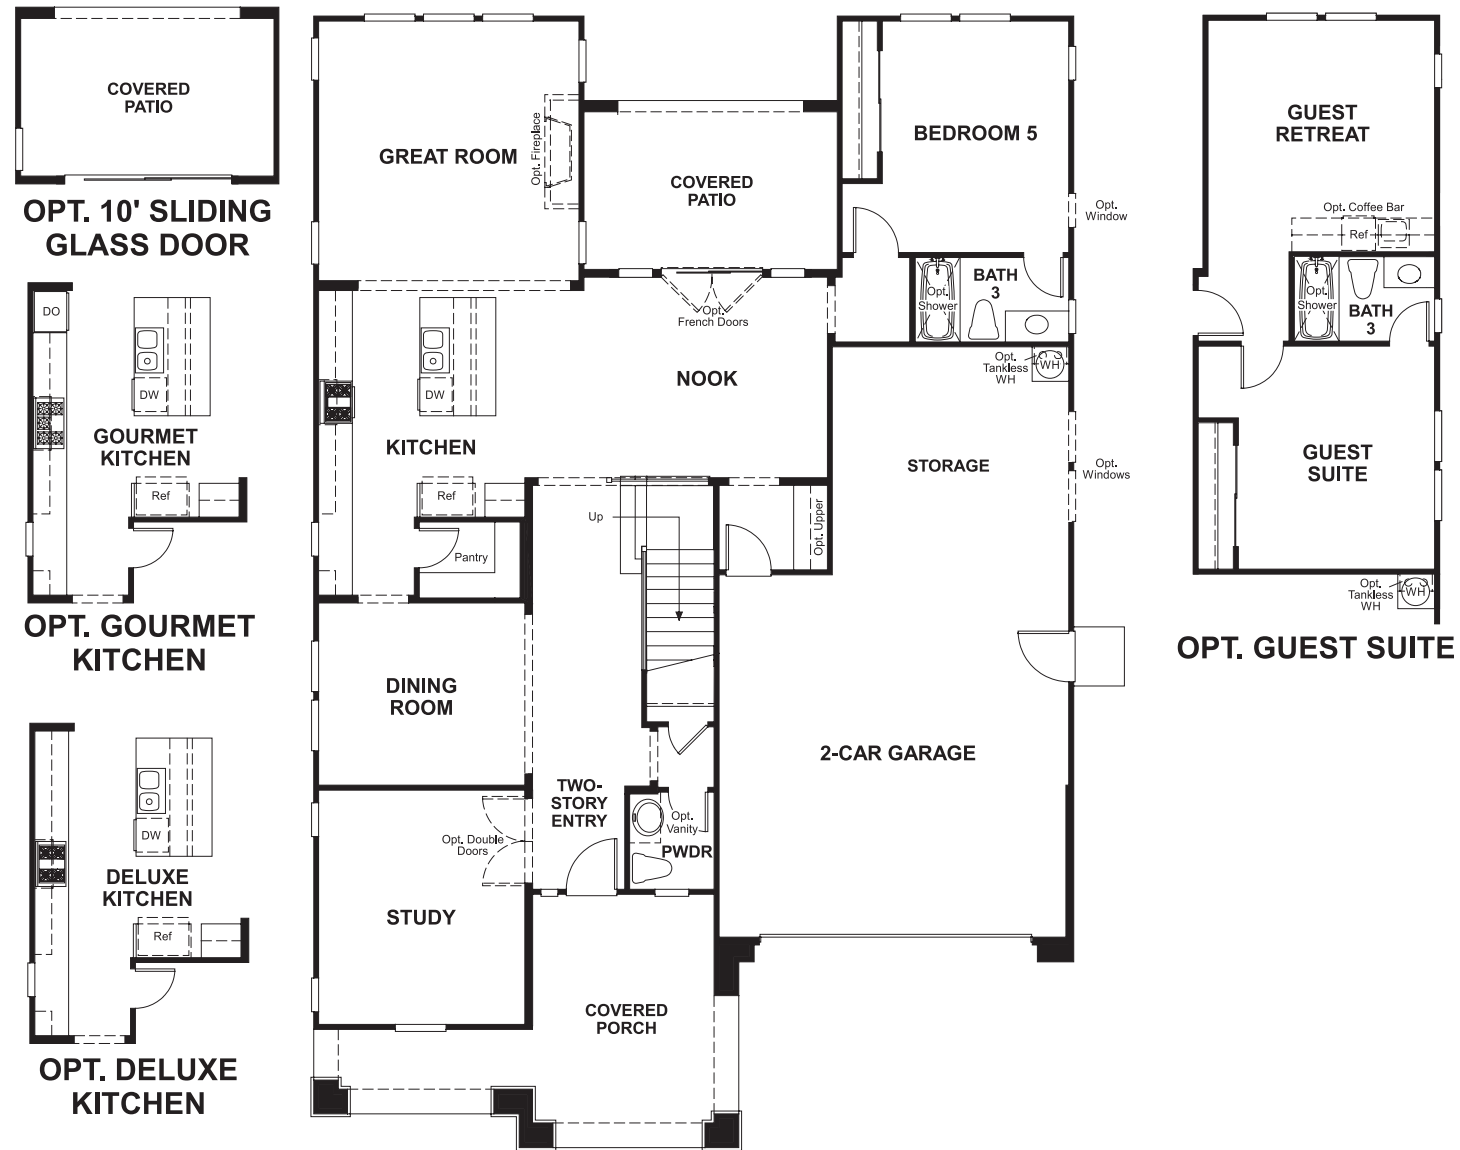 COVERED
PATIO
OPT. 10' SLIDING
GLASS DOOR
DO
DW
GOURMET
KITCHEN
Ref
OPT. GOURMET
KITCHEN
DW
DELUXE
KITCHEN
Ref
OPT. DELUXE
KITCHEN
GREAT ROOM
Opt. Fireplace
COVERED
PATIO
BEDROOM 5
Opt.
Window
Opt.
French Doors
Opt.
Shower
BATH
3
Opt.
Tankless
WH
WH
DW
NOOK
KITCHEN
STORAGE
Opt.
Windows
Ref
Up
Opt. Upper
Pantry
DINING
ROOM
2-CAR GARAGE
TWO-
STORY
ENTRY
Opt.
Vanity
PWDR
Opt. Double
Doors
STUDY
COVERED
PORCH
GUEST
RETREAT
Opt. Coffee Bar
Ref
Opt.
Shower
BATH
3
GUEST
SUITE
Opt.
Tankless
WH
WH
OPT. GUEST SUITE